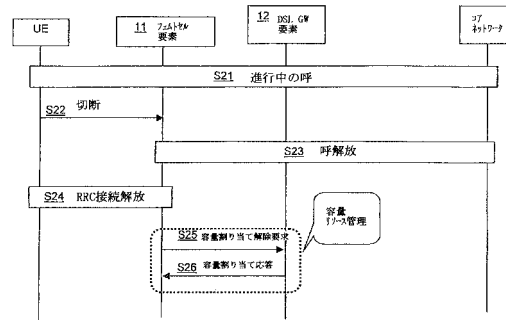 UE
11 フェムトセル
要素
12 DSL GW
要素
コア
ネットワーク
S21 進行中の呼
S22 切断
S23 呼解放
S24 RRC接続解放
容量
リソース管理
S25 容量割り当て解除要求
S26 容量割り当て応答